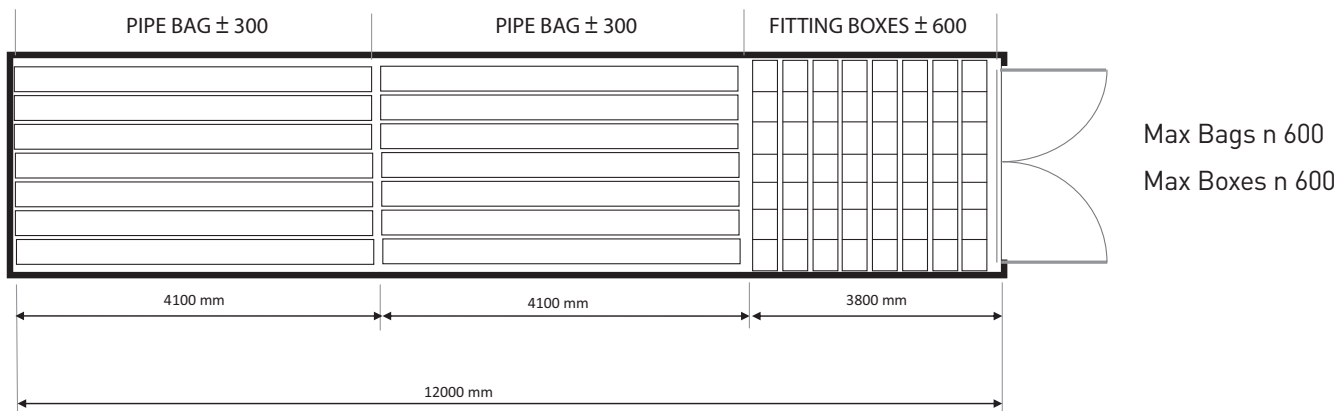 PIPE BAG ± 300
PIPE BAG ± 300
FITTING BOXES ± 600
Max Bags n 600
Max Boxes n 600
4100 mm
4100 mm
3800 mm
12000 mm